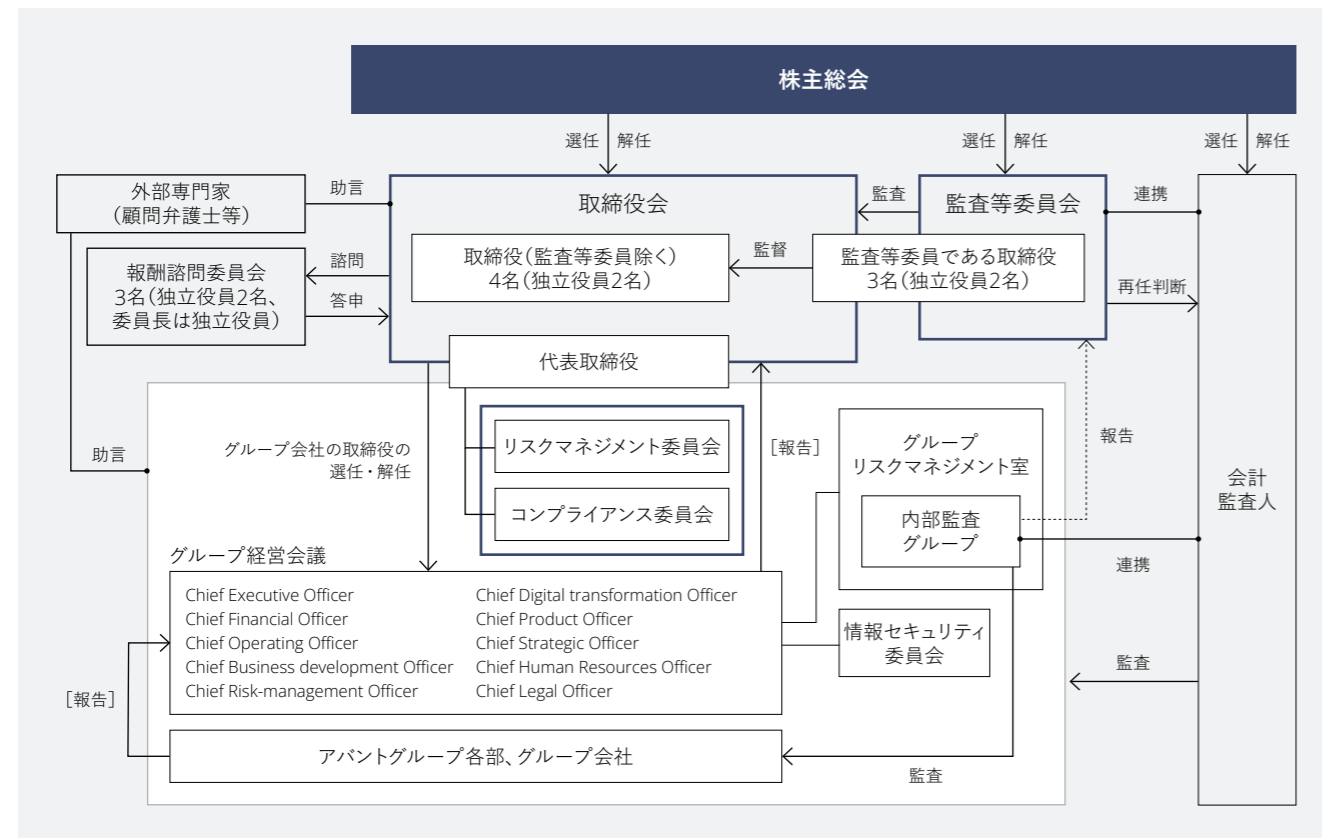 株主総会
選任
解任
選任
解任
選任
解任
外部専門家
（顧問弁護士等）
助言
取締役会
監査
監査等委員会
連携
取締役（監査等委員除く）
4名（独立役員2名）
監督
監査等委員である取締役
3名（独立役員2名）
報酬諮問委員会
3名（独立役員2名、
委員長は独立役員）
諮問
答申
再任判断
代表取締役
助言
グループ会社の取締役の
選任・解任
リスクマネジメント委員会
コンプライアンス委員会
［報告］
グループ
リスクマネジメント室
内部監査
グループ
報告
会計
監査人
連携
グループ経営会議
Chief Executive Officer
Chief Financial Officer
Chief Operating Officer
Chief Business development Officer
Chief Risk-management Officer
Chief Digital transformation Officer
Chief Product Officer
Chief Strategic Officer
Chief Human Resources Officer
Chief Legal Officer
情報セキュリティ
委員会
監査
［報告］
アバントグループ各部、グループ会社
監査